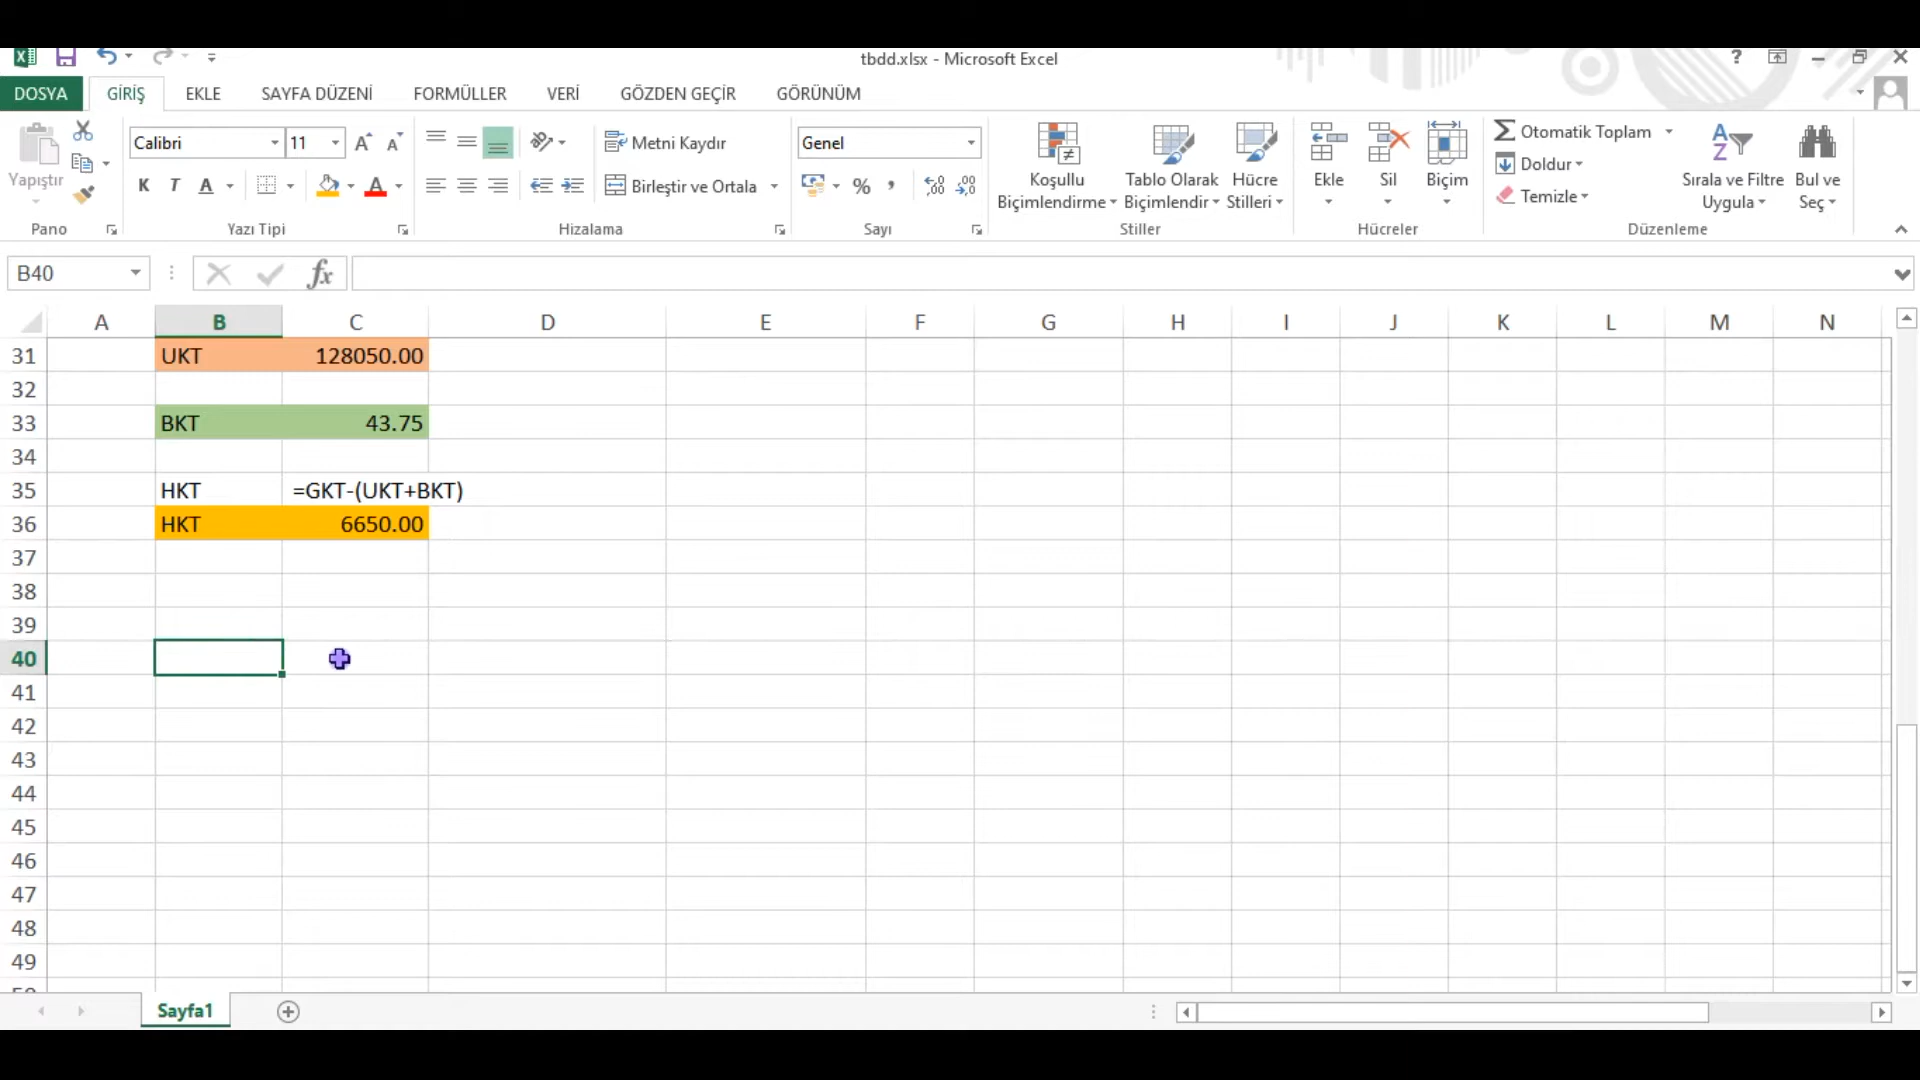 tbdd.xlsx - Microsoft Excel
?
DOSYA GİRİŞ EKLE SAYFA DÜZENİ FORMÜLLER VERİ GÖZDEN GEÇİR GÖRÜNÜM
Yapıştır
Pano
Calibri 11
K T A A
Yazı Tipi
Metni Kaydır
Birleştir ve Ortala
Hizalama
Genel
%
Sayı
Koşullu Biçimlendirme
Tablo Olarak Biçimlendir
Hücre Stilleri
Stiller
Ekle Sil Biçim
Hücreler
Otomatik Toplam
Doldur
Temizle
Sırala ve Filtre Uygula
Bul ve Seç
Düzenleme
B40 fx
A B C D E F G H I J K L M N
31 UKT 128050.00
32
33 BKT 43.75
34
35 HKT =GKT-(UKT+BKT)
36 HKT 6650.00
37
38
39
40
41
42
43
44
45
46
47
48
49
Sayfa1